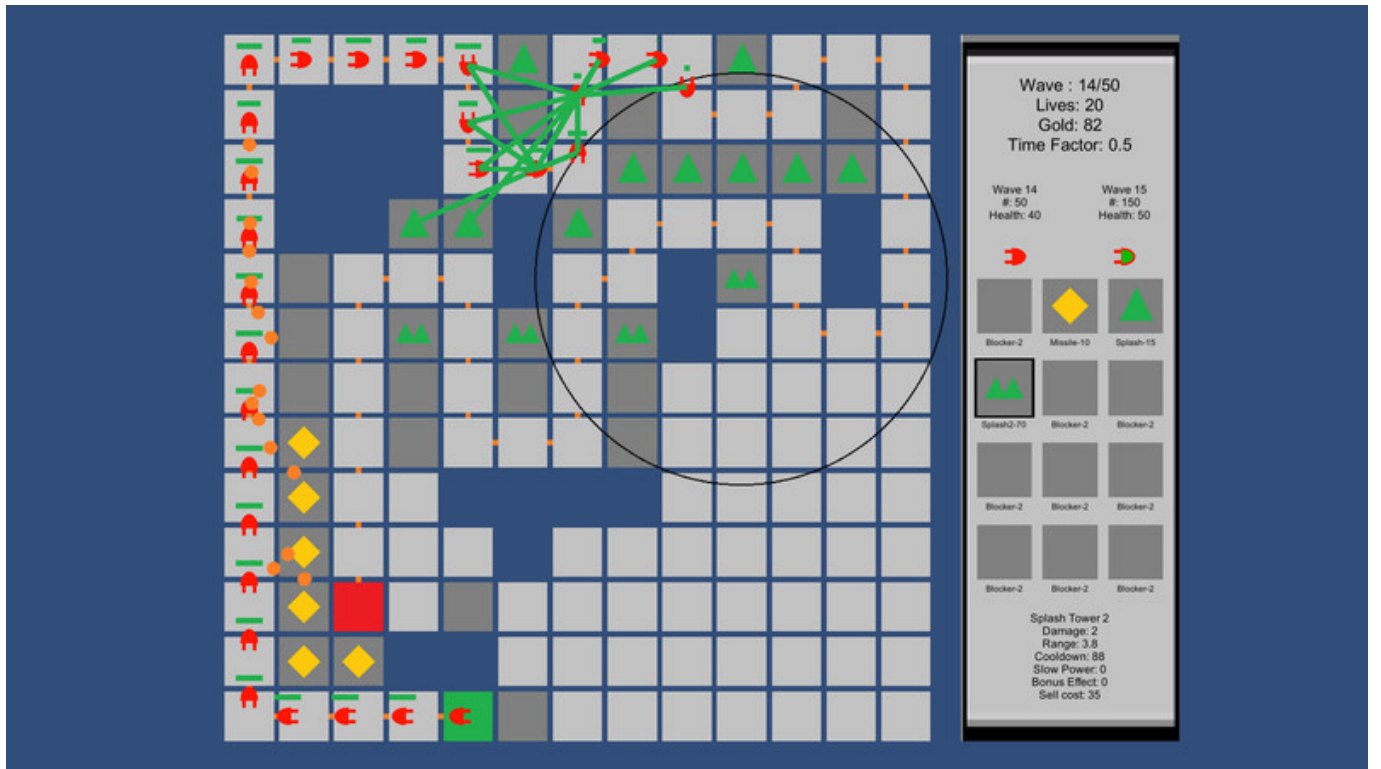 Wave : 14/50
Lives: 20
Gold: 82
Time Factor: 0.5
Wave 14
#: 50
Health: 40
Wave 15
#: 150
Health: 50
Blocker-2
Missile-10
Splash-15
Splash2-70
Blocker-2
Blocker-2
Blocker-2
Blocker-2
Blocker-2
Blocker-2
Blocker-2
Blocker-2
Splash Tower 2
Damage: 2
Range: 3.8
Cooldown: 88
Slow Power: 0
Bonus Effect: 0
Sell cost: 35